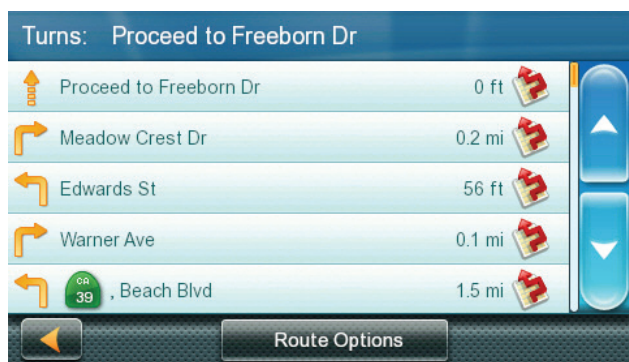 Turns: Proceed to Freeborn Dr
Proceed to Freeborn Dr 0 ft
Meadow Crest Dr 0.2 mi
Edwards St 56 ft
Warner Ave 0.1 mi
CA 39 , Beach Blvd 1.5 mi
Route Options